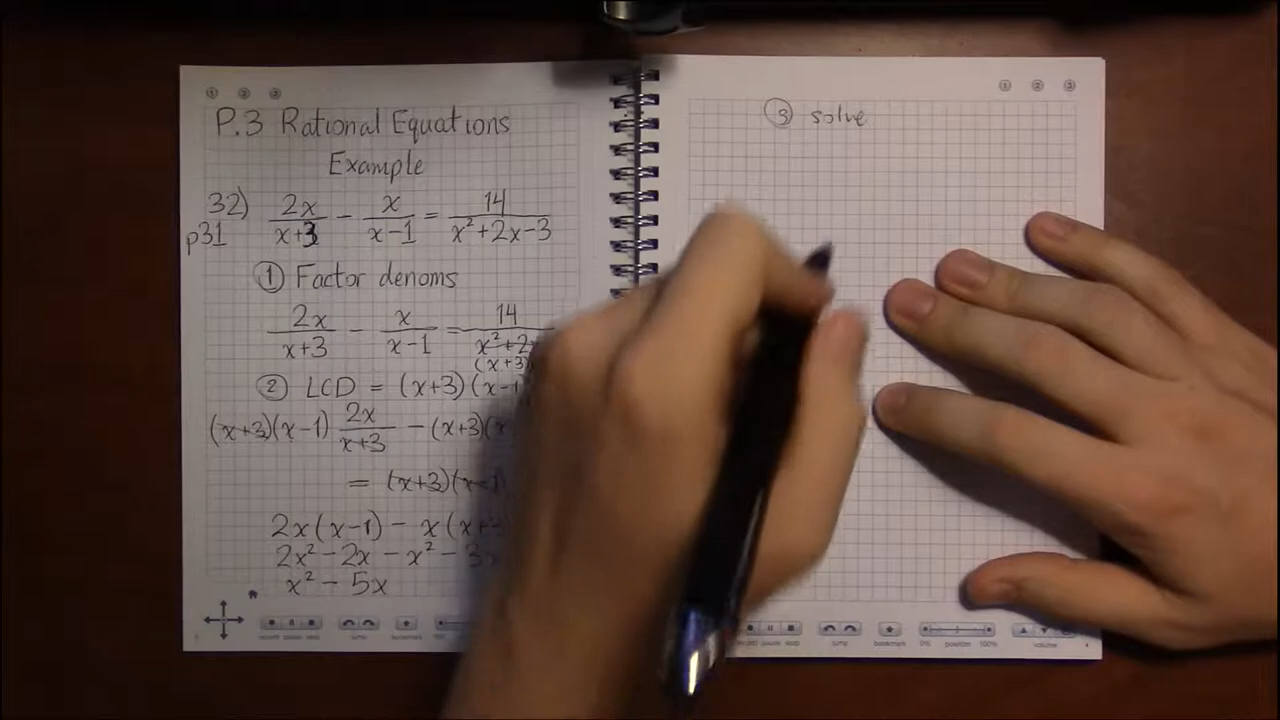 P.3 Rational Equations
Example
32) 2x/(x+3) - x/(x-1) = 14/(x²+2x-3)
p31
① Factor denoms
2x/(x+3) - x/(x-1) = 14/(x²+2x
(x+3)
② LCD = (x+3)(x-1
(x+3)(x-1) 2x/(x+3) - (x+3)(x
= (x+3)(x-1)
2x(x-1) - x(x+3
2x² - 2x - x² - 3x
x² - 5x
③ solve